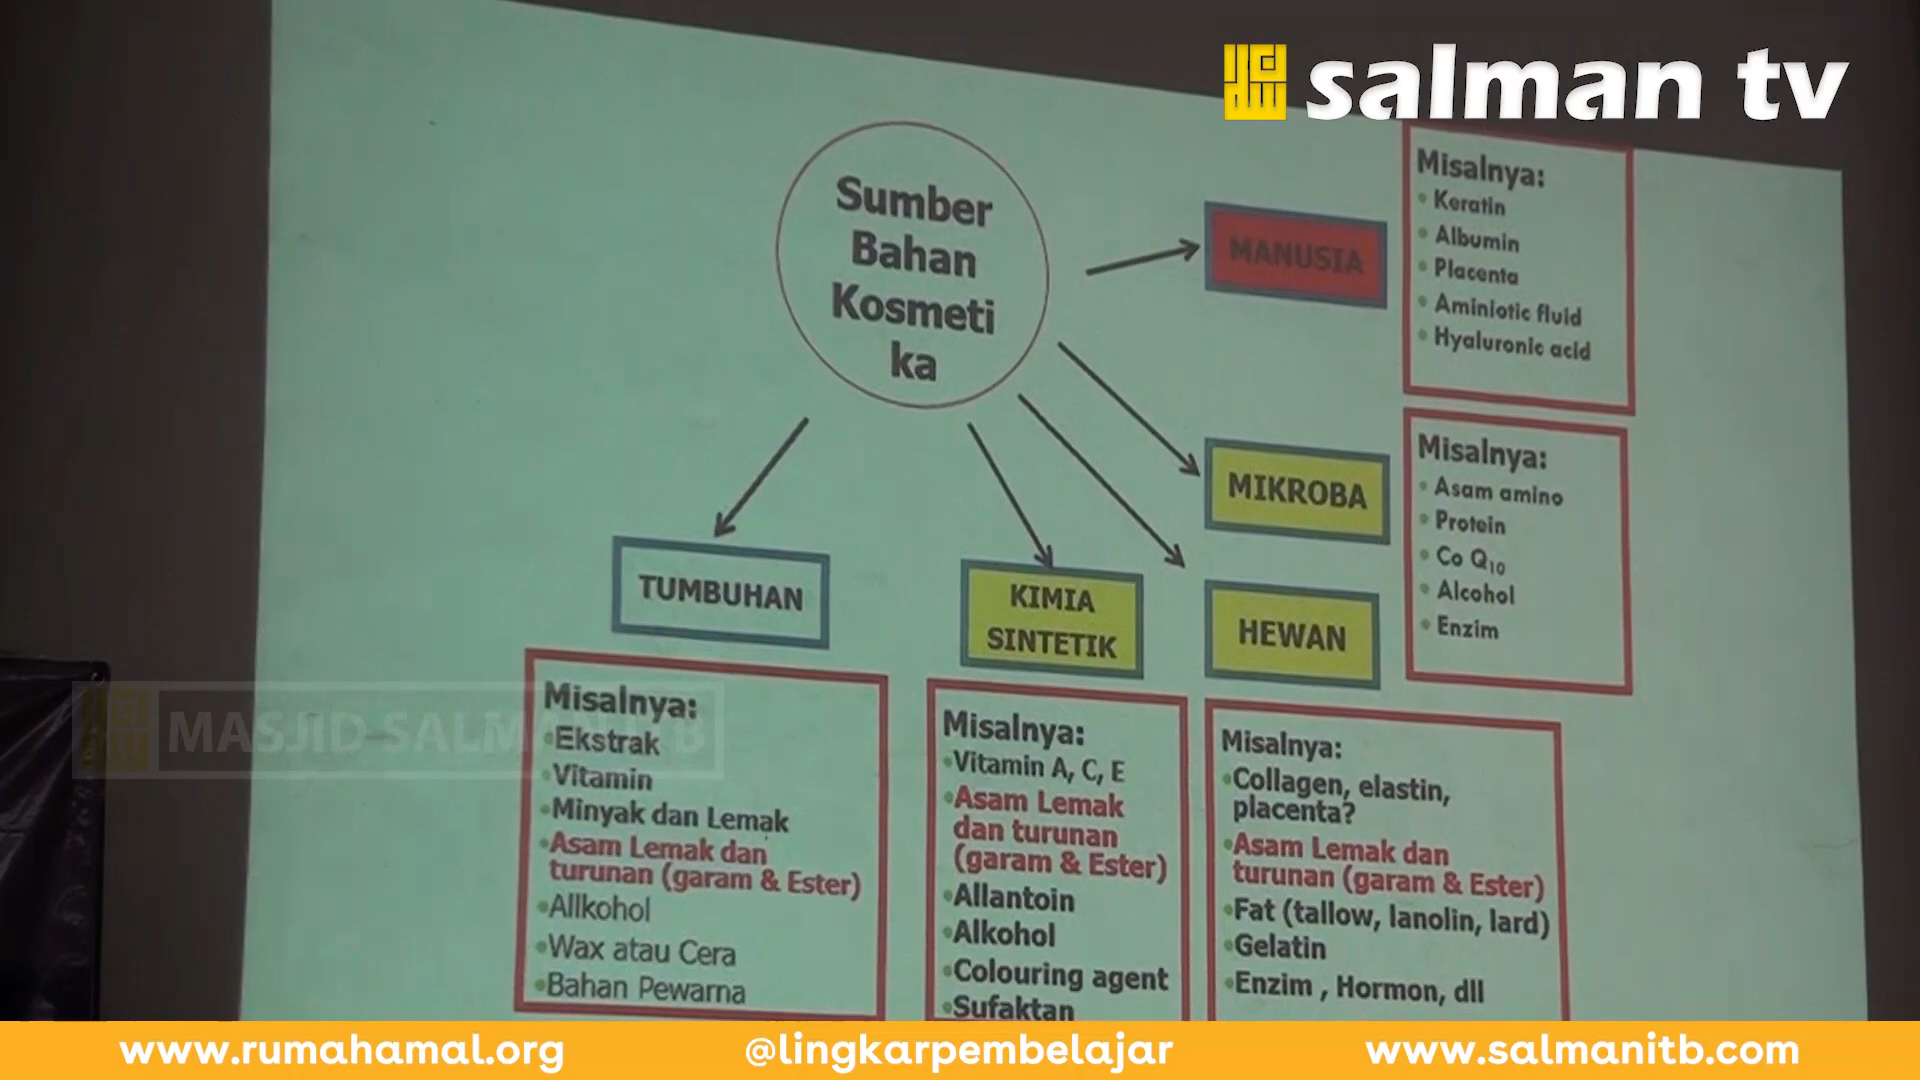 salman tv
Sumber
Bahan
Kosmeti
ka
MANUSIA
Misalnya:
Keratin
Albumin
Placenta
Aminiotic fluid
Hyaluronic acid
MIKROBA
Misalnya:
Asam amino
Protein
Co Q10
Alcohol
Enzim
TUMBUHAN
Misalnya:
Ekstrak
Vitamin
Minyak dan Lemak
Asam Lemak dan
turunan (garam & Ester)
Allkohol
Wax atau Cera
Bahan Pewarna
KIMIA
SINTETIK
Misalnya:
Vitamin A, C, E
Asam Lemak
dan turunan
(garam & Ester)
Allantoin
Alkohol
Colouring agent
Sufaktan
HEWAN
Misalnya:
Collagen, elastin,
placenta?
Asam Lemak dan
turunan (garam & Ester)
Fat (tallow, lanolin, lard)
Gelatin
Enzim , Hormon, dll
MASJID SALMAN ITB
www.rumahamal.org
@lingkarpembelajar
www.salmanitb.com